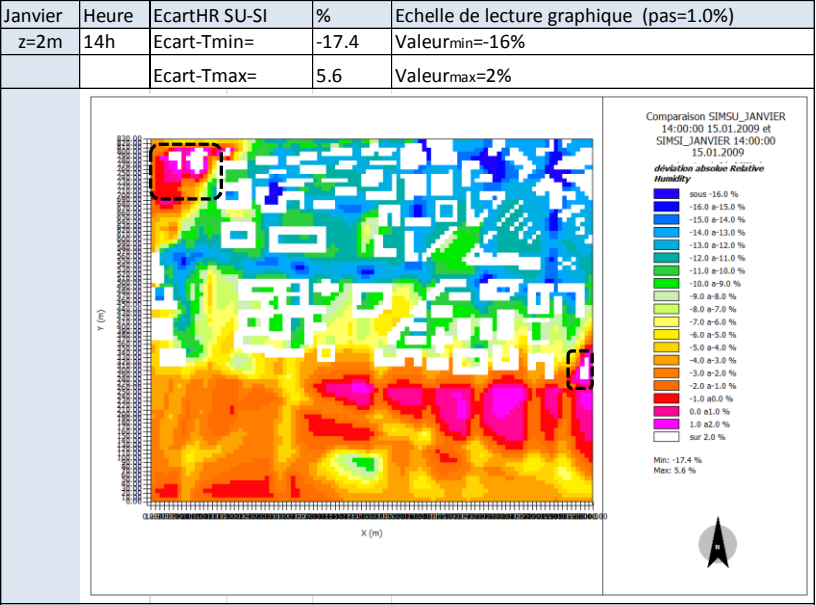 Janvier Heure EcartHR SU-SI % Echelle de lecture graphique (pas=1.0%)
z=2m 14h Ecart-Tmin= -17.4 Valeurmin=-16%
Ecart-Tmax= 5.6 Valeurmax=2%
Comparaison SIMSU_JANVIER
14:00:00 15.01.2009 et
SIMSI_JANVIER 14:00:00
15.01.2009
déviation absolue Relative
Humidity
sous -16.0 %
-16.0 a-15.0 %
-15.0 a-14.0 %
-14.0 a-13.0 %
-13.0 a-12.0 %
-12.0 a-11.0 %
-11.0 a-10.0 %
-10.0 a-9.0 %
-9.0 a-8.0 %
-8.0 a-7.0 %
-7.0 a-6.0 %
-6.0 a-5.0 %
-5.0 a-4.0 %
-4.0 a-3.0 %
-3.0 a-2.0 %
-2.0 a-1.0 %
-1.0 a0.0 %
0.0 a1.0 %
1.0 a2.0 %
sur 2.0 %
Min: -17.4 %
Max: 5.6 %
N
Y (m)
X (m)